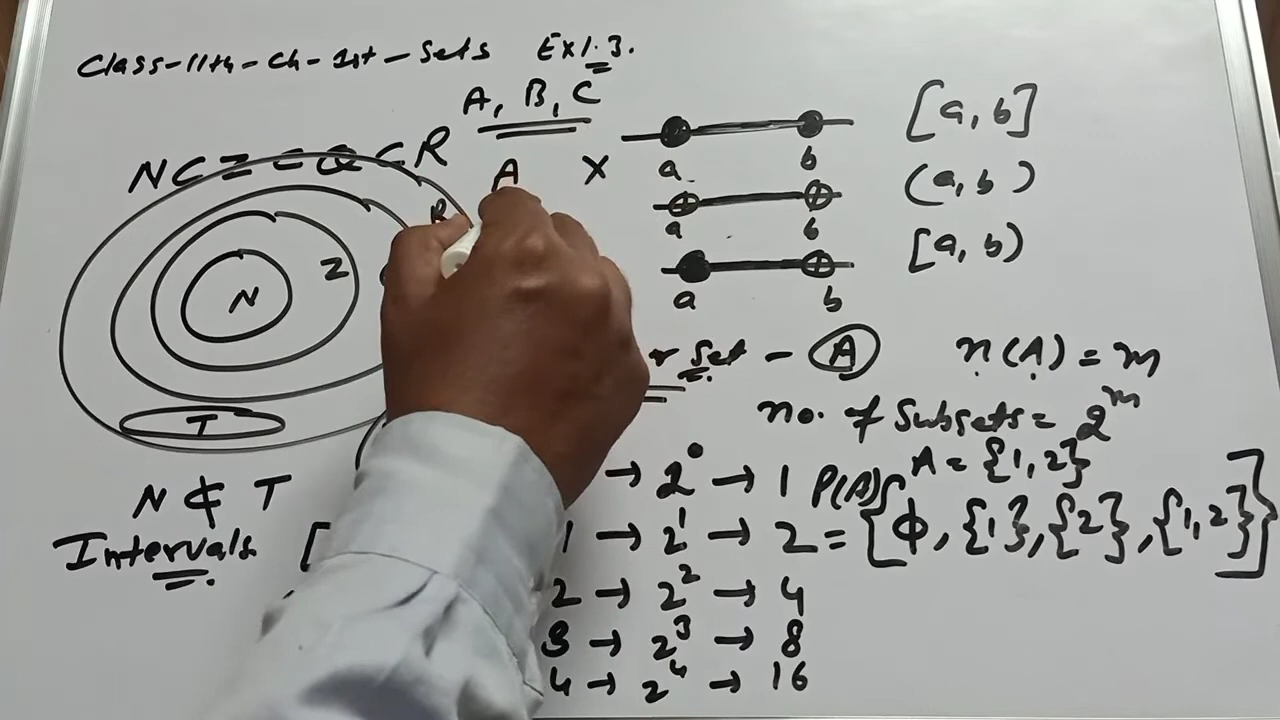 Class-11th-Ch-1st-Sets Ex1.3.
A, B, C
N⊂Z⊂Q⊂R
A X
R
Z
N
T
N ⊄ T
Intervals [
a b [a, b]
a b (a, b)
a b [a, b)
Set - A n(A) = m
no. of Subsets = 2^m
A = {1,2}
→ 2^0 → 1 P(A)
1 → 2^1 → 2 = {ϕ, {1}, {2}, {1,2}}
2 → 2^2 → 4
3 → 2^3 → 8
4 → 2^4 → 16